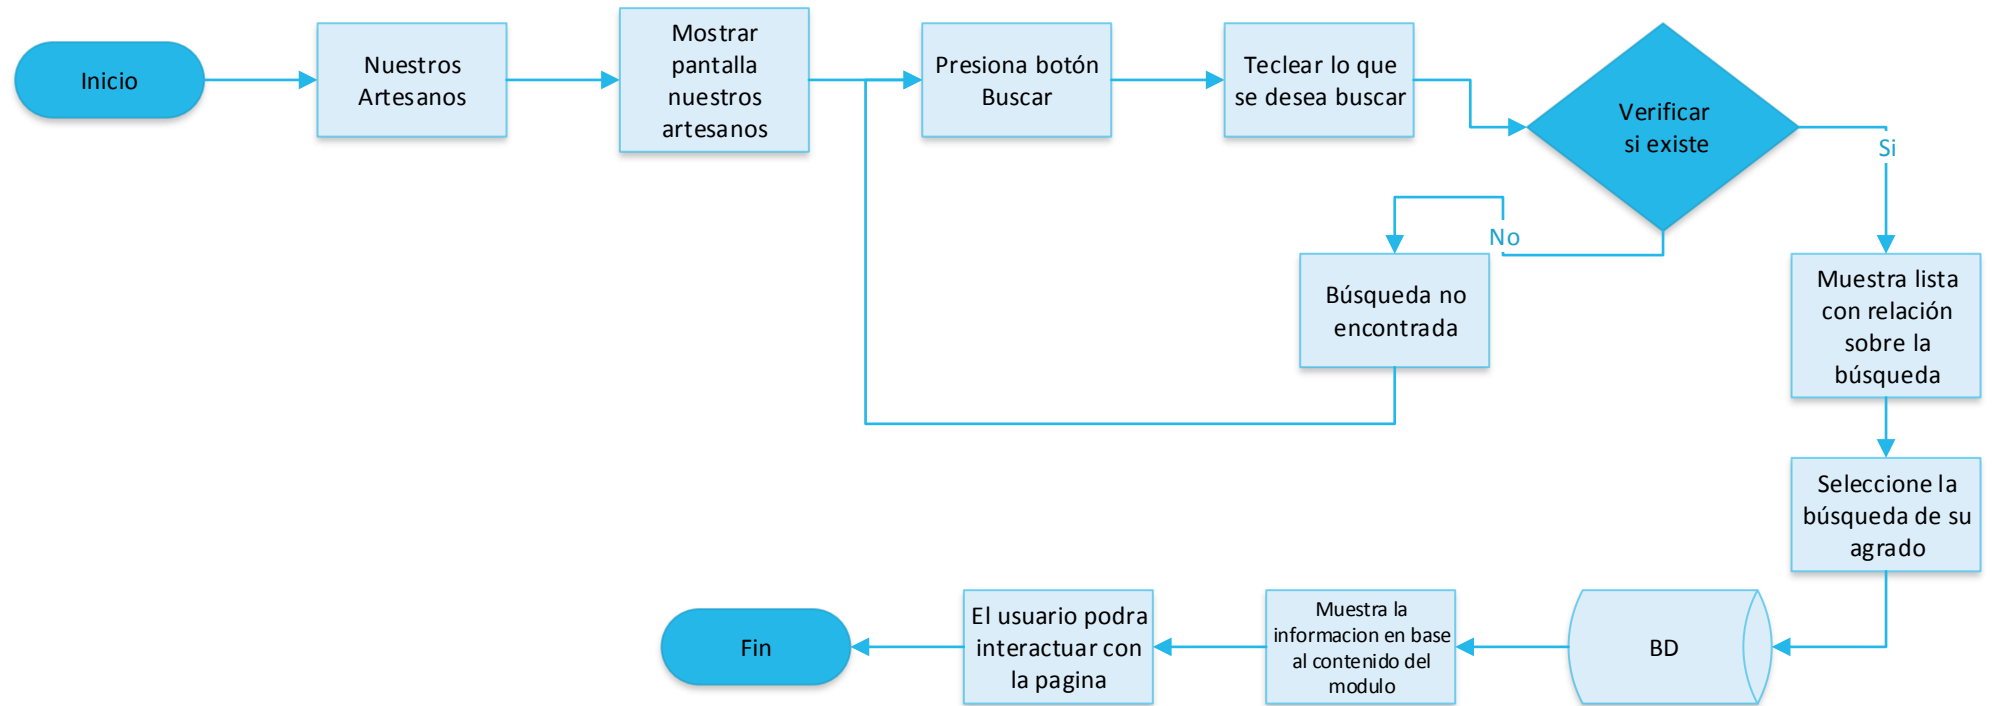 Inicio
Nuestros
Artesanos
Mostrar
pantalla
nuestros
artesanos
Presiona botón
Buscar
Teclear lo que
se desea buscar
Verificar
si existe
Si
No
Búsqueda no
encontrada
Muestra lista
con relación
sobre la
búsqueda
Seleccione la
búsqueda de su
agrado
BD
Muestra la
informacion en base
al contenido del
modulo
El usuario podra
interactuar con
la pagina
Fin